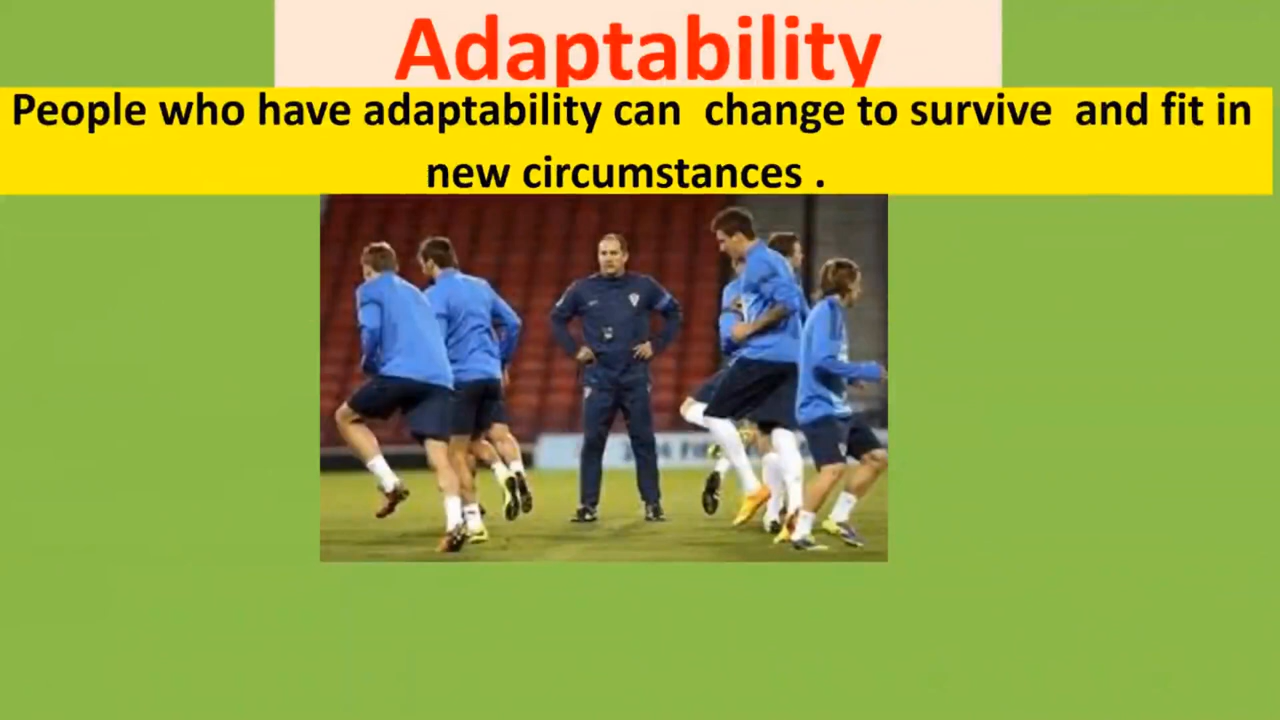 Adaptability
People who have adaptability can change to survive and fit in
new circumstances .